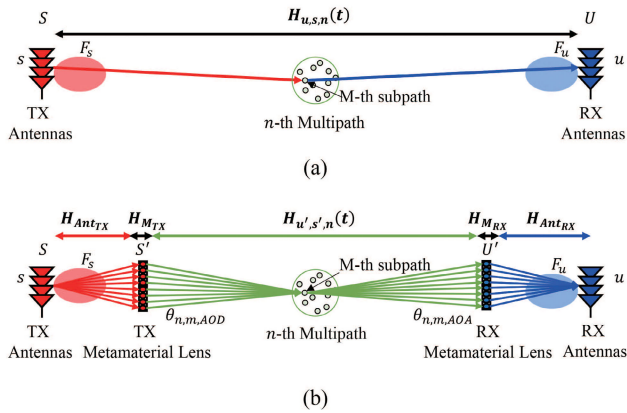 S H_{u,s,n}(t) U
s F_s F_u u
M-th subpath
TX n-th Multipath RX
Antennas Antennas
(a)
H_{Ant_{TX}} H_{M_{TX}} H_{u',s',n}(t) H_{M_{RX}} H_{Ant_{RX}}
S S' U' U
s F_s M-th subpath F_u u
θ_{n,m,AOD} θ_{n,m,AOA}
TX TX n-th Multipath RX RX
Antennas Metamaterial Lens Metamaterial Lens Antennas
(b)